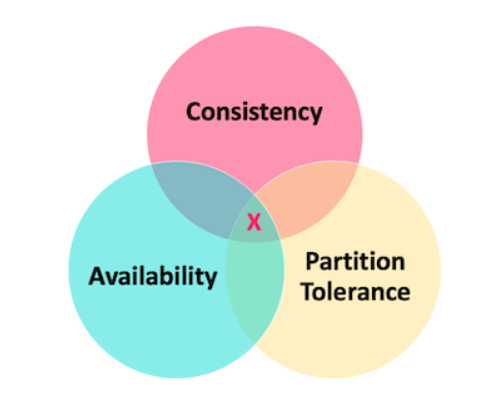 Consistency
X
Availability
Partition
Tolerance